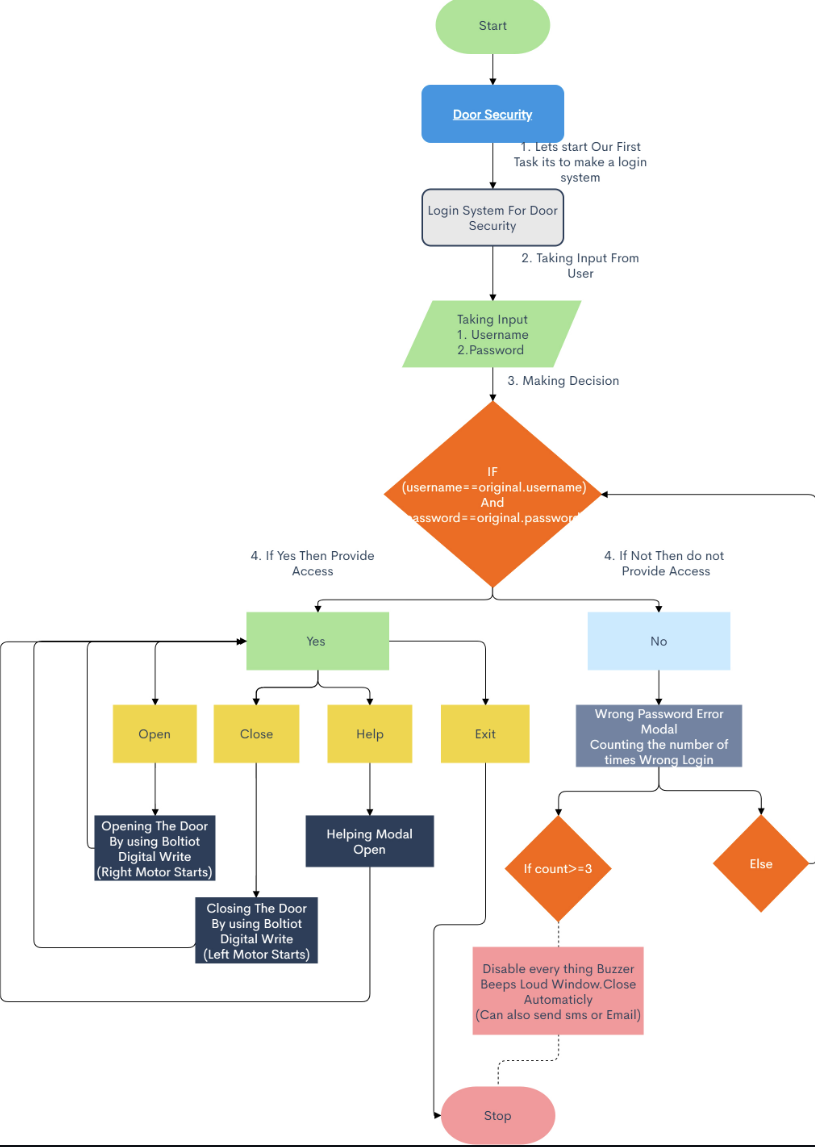 Start
Door Security
1. Lets start Our First
Task its to make a login
system
Login System For Door
Security
2. Taking Input From
User
Taking Input
1. Username
2.Password
3. Making Decision
IF
(username==original.username)
And
password==original.password
4. If Yes Then Provide
Access
4. If Not Then do not
Provide Access
Yes
No
Open
Close
Help
Exit
Wrong Password Error
Modal
Counting the number of
times Wrong Login
Opening The Door
By using Boltiot
Digital Write
(Right Motor Starts)
Helping Modal
Open
If count>=3
Else
Closing The Door
By using Boltiot
Digital Write
(Left Motor Starts)
Disable every thing Buzzer
Beeps Loud Window.Close
Automaticly
(Can also send sms or Email)
Stop